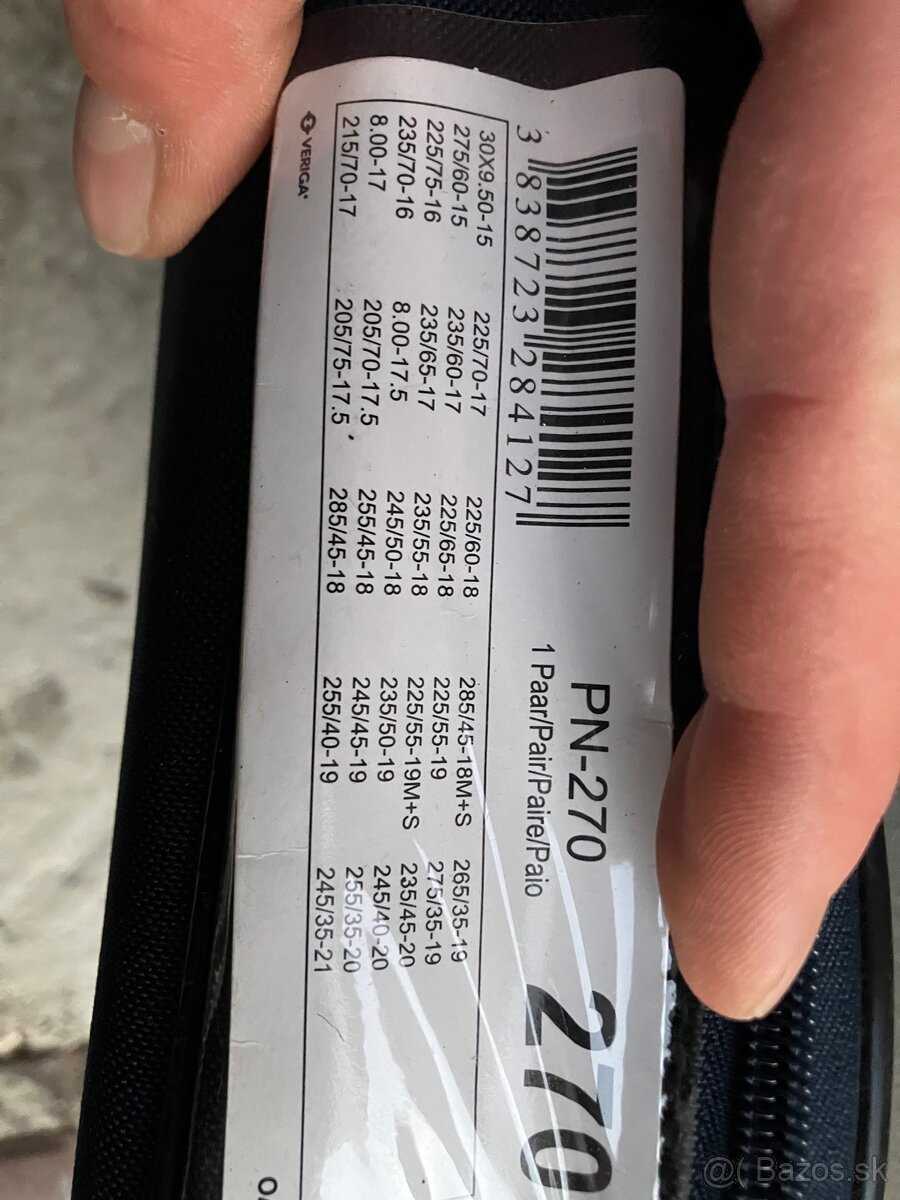 3 838723 284127
PN-270
1 Paar/Pair/Paire/Paio
270
30X9.50-15 225/70-17 225/60-18 285/45-18M+S 265/35-19
275/60-15 235/60-17 225/65-18 225/55-19 275/35-19
225/75-16 235/65-17 235/55-18 225/55-19M+S 235/45-20
235/70-16 8.00-17.5 245/50-18 235/50-19 245/40-20
8.00-17 205/70-17.5 255/45-18 245/45-19 255/35-20
215/70-17 205/75-17.5 285/45-18 255/40-19 245/35-21
VERIGA
@( Bazos.sk